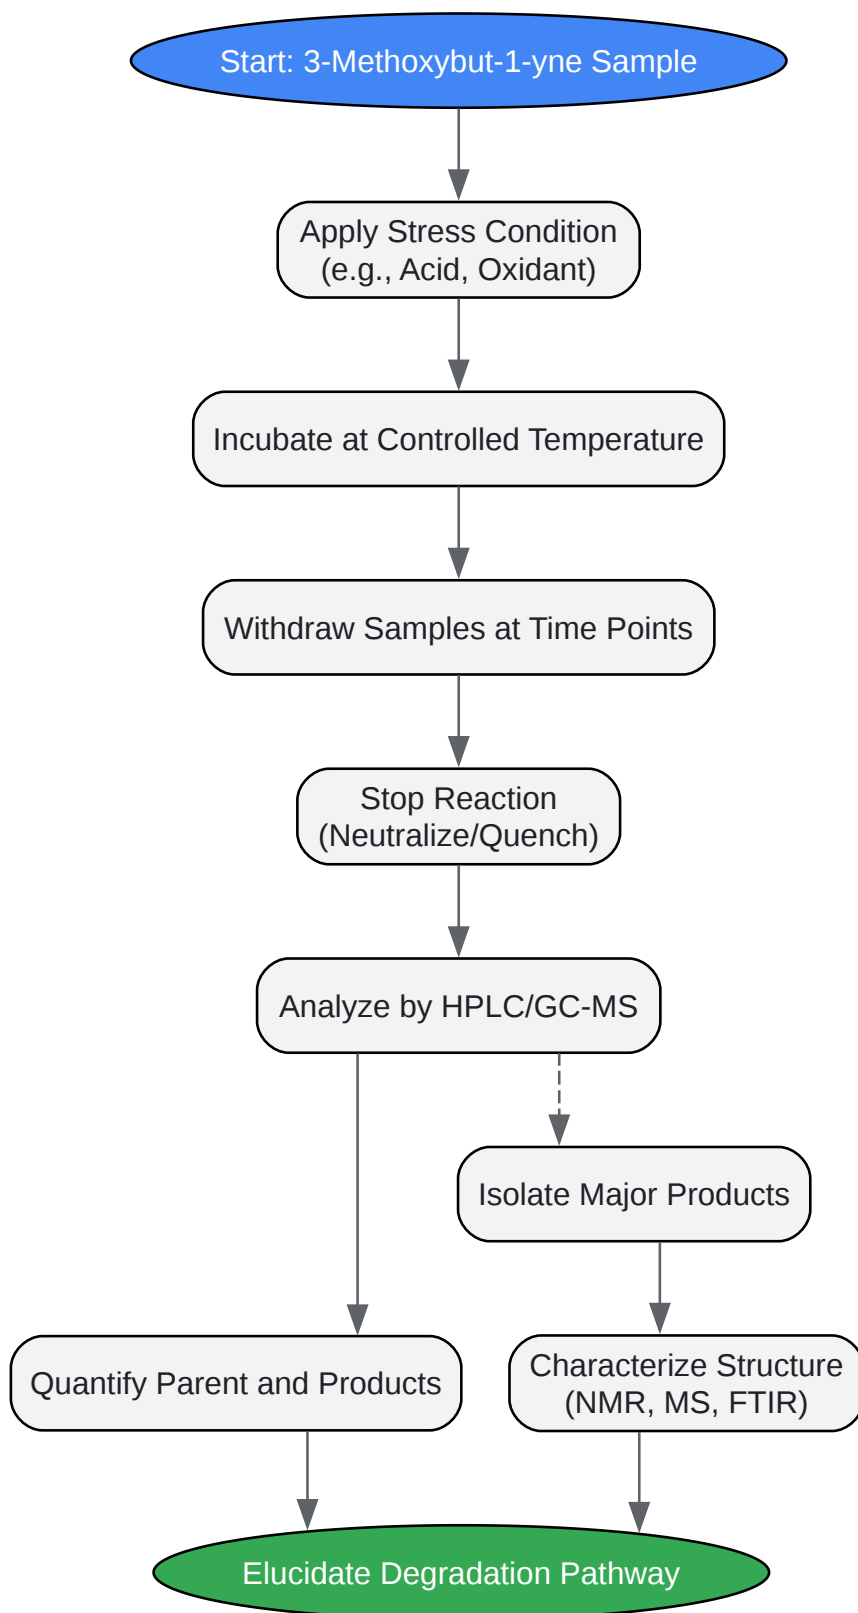 Start: 3-Methoxybut-1-yne Sample
Apply Stress Condition
(e.g., Acid, Oxidant)
Incubate at Controlled Temperature
Withdraw Samples at Time Points
Stop Reaction
(Neutralize/Quench)
Analyze by HPLC/GC-MS
Isolate Major Products
Quantify Parent and Products
Characterize Structure
(NMR, MS, FTIR)
Elucidate Degradation Pathway